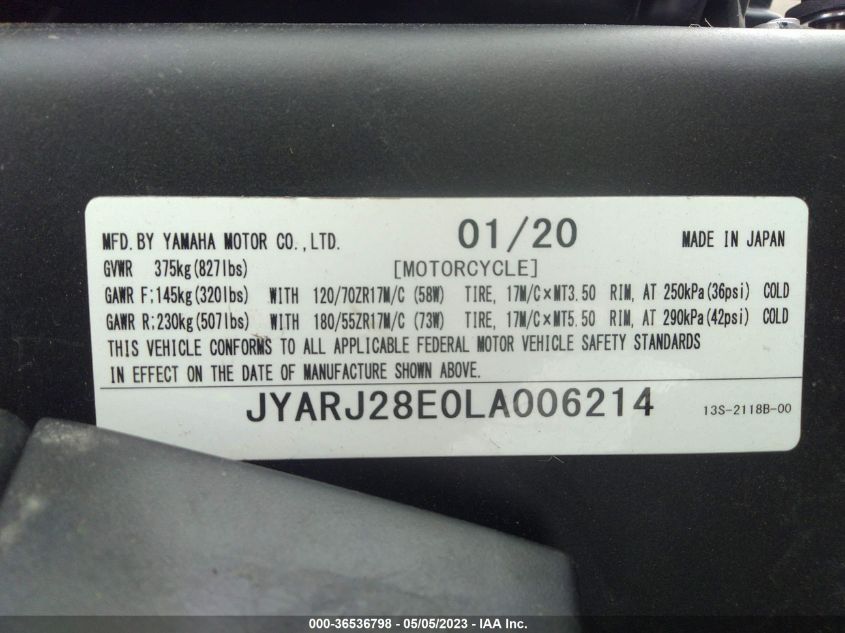 MFD. BY YAMAHA MOTOR CO.,LTD. 01/20 MADE IN JAPAN
GVWR 375kg(827lbs) [MOTORCYCLE]
GAWR F:145kg(320lbs) WITH 120/70ZR17M/C (58W) TIRE, 17M/C×MT3.50 RIM, AT 250kPa(36psi) COLD
GAWR R:230kg(507lbs) WITH 180/55ZR17M/C (73W) TIRE, 17M/C×MT5.50 RIM, AT 290kPa(42psi) COLD
THIS VEHICLE CONFORMS TO ALL APPLICABLE FEDERAL MOTOR VEHICLE SAFETY STANDARDS
IN EFFECT ON THE DATE OF MANUFACTURE SHOWN ABOVE.
JYARJ28E0LA006214 13S-2118B-00
000-36536798 - 05/05/2023 - IAA Inc.